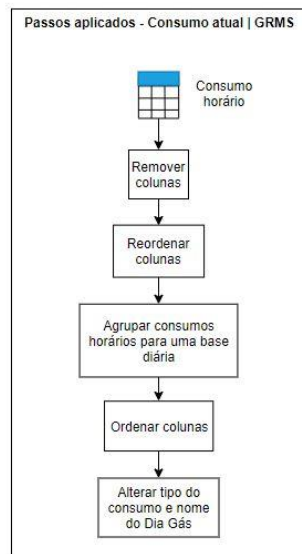 Passos aplicados - Consumo atual | GRMS
Consumo
horário
Remover
colunas
Reordenar
colunas
Agrupar consumos
horários para uma base
diária
Ordenar colunas
Alterar tipo do
consumo e nome
do Dia Gás